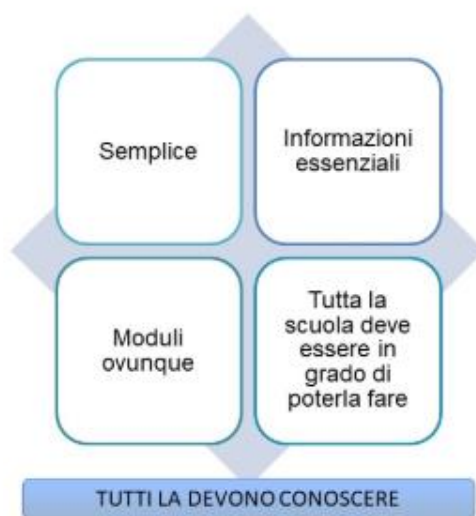 Semplice
Informazioni
essenziali
Moduli
ovunque
Tutta la
scuola deve
essere in
grado di
poterla fare
TUTTI LA DEVONO CONOSCERE